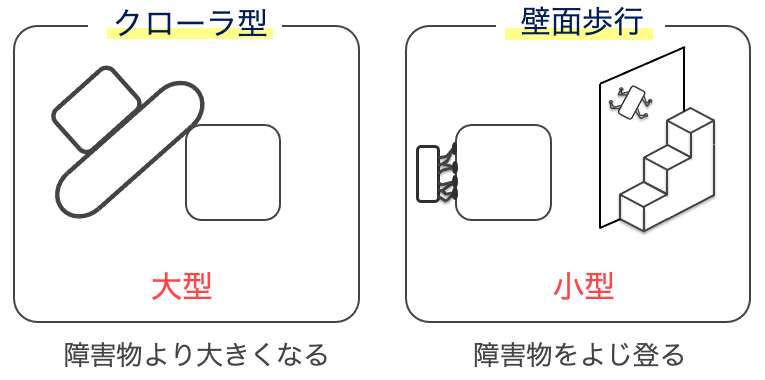 クローラ型
壁面歩行
大型
小型
障害物より大きくなる
障害物をよじ登る